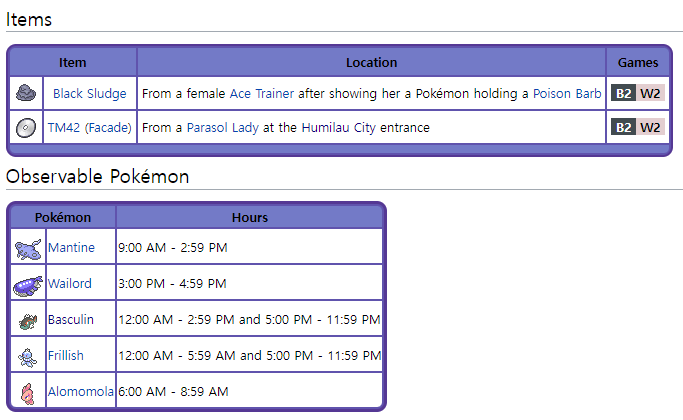 Items
Item Location Games
Black Sludge From a female Ace Trainer after showing her a Pokémon holding a Poison Barb B2 W2
TM42 (Facade) From a Parasol Lady at the Humilau City entrance B2 W2
Observable Pokémon
Pokémon Hours
Mantine 9:00 AM - 2:59 PM
Wailord 3:00 PM - 4:59 PM
Basculin 12:00 AM - 2:59 PM and 5:00 PM - 11:59 PM
Frillish 12:00 AM - 5:59 AM and 5:00 PM - 11:59 PM
Alomomola 6:00 AM - 8:59 AM